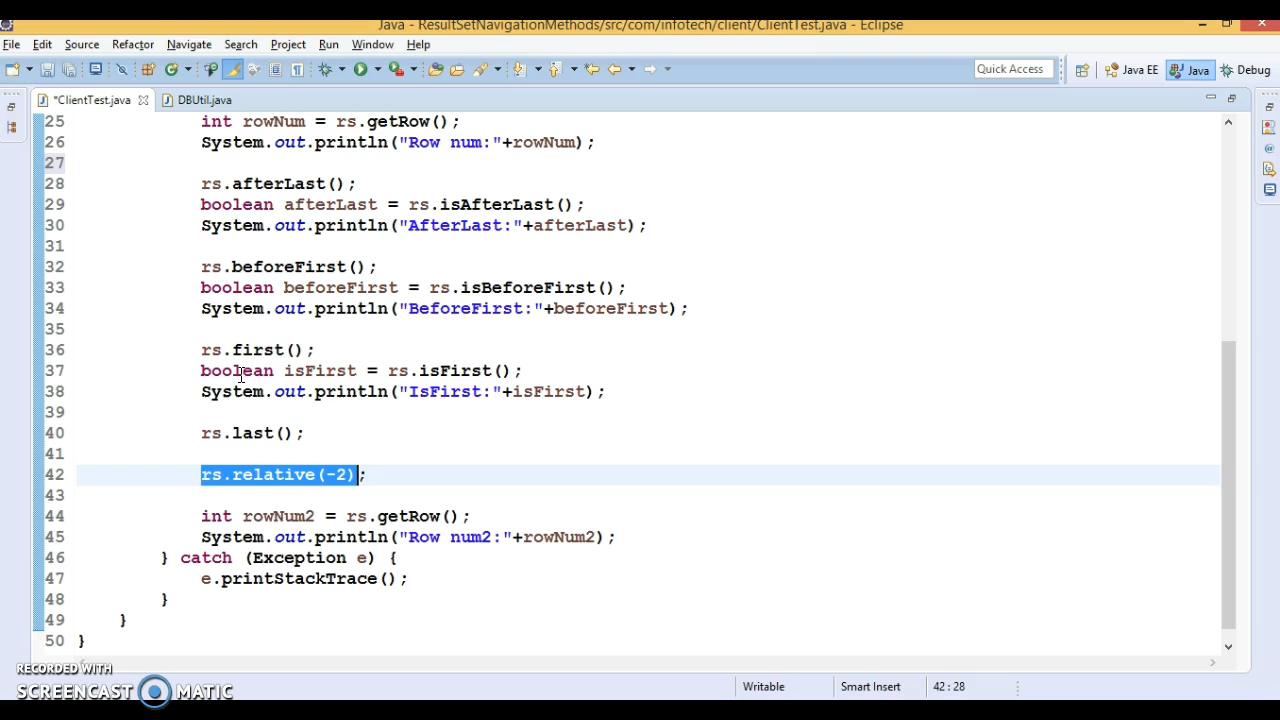 Java - ResultSetNavigationMethods/src/com/infotech/client/ClientTest.java - Eclipse
File Edit Source Refactor Navigate Search Project Run Window Help
Quick Access Java EE Java Debug
*ClientTest.java DBUtil.java
25 int rowNum = rs.getRow();
26 System.out.println("Row num:"+rowNum);
27
28 rs.afterLast();
29 boolean afterLast = rs.isAfterLast();
30 System.out.println("AfterLast:"+afterLast);
31
32 rs.beforeFirst();
33 boolean beforeFirst = rs.isBeforeFirst();
34 System.out.println("BeforeFirst:"+beforeFirst);
35
36 rs.first();
37 boolean isFirst = rs.isFirst();
38 System.out.println("IsFirst:"+isFirst);
39
40 rs.last();
41
42 rs.relative(-2);
43
44 int rowNum2 = rs.getRow();
45 System.out.println("Row num2:"+rowNum2);
46 } catch (Exception e) {
47 e.printStackTrace();
48 }
49 }
50 }
RECORDED WITH
SCREENCAST MATIC
Writable Smart Insert 42 : 28